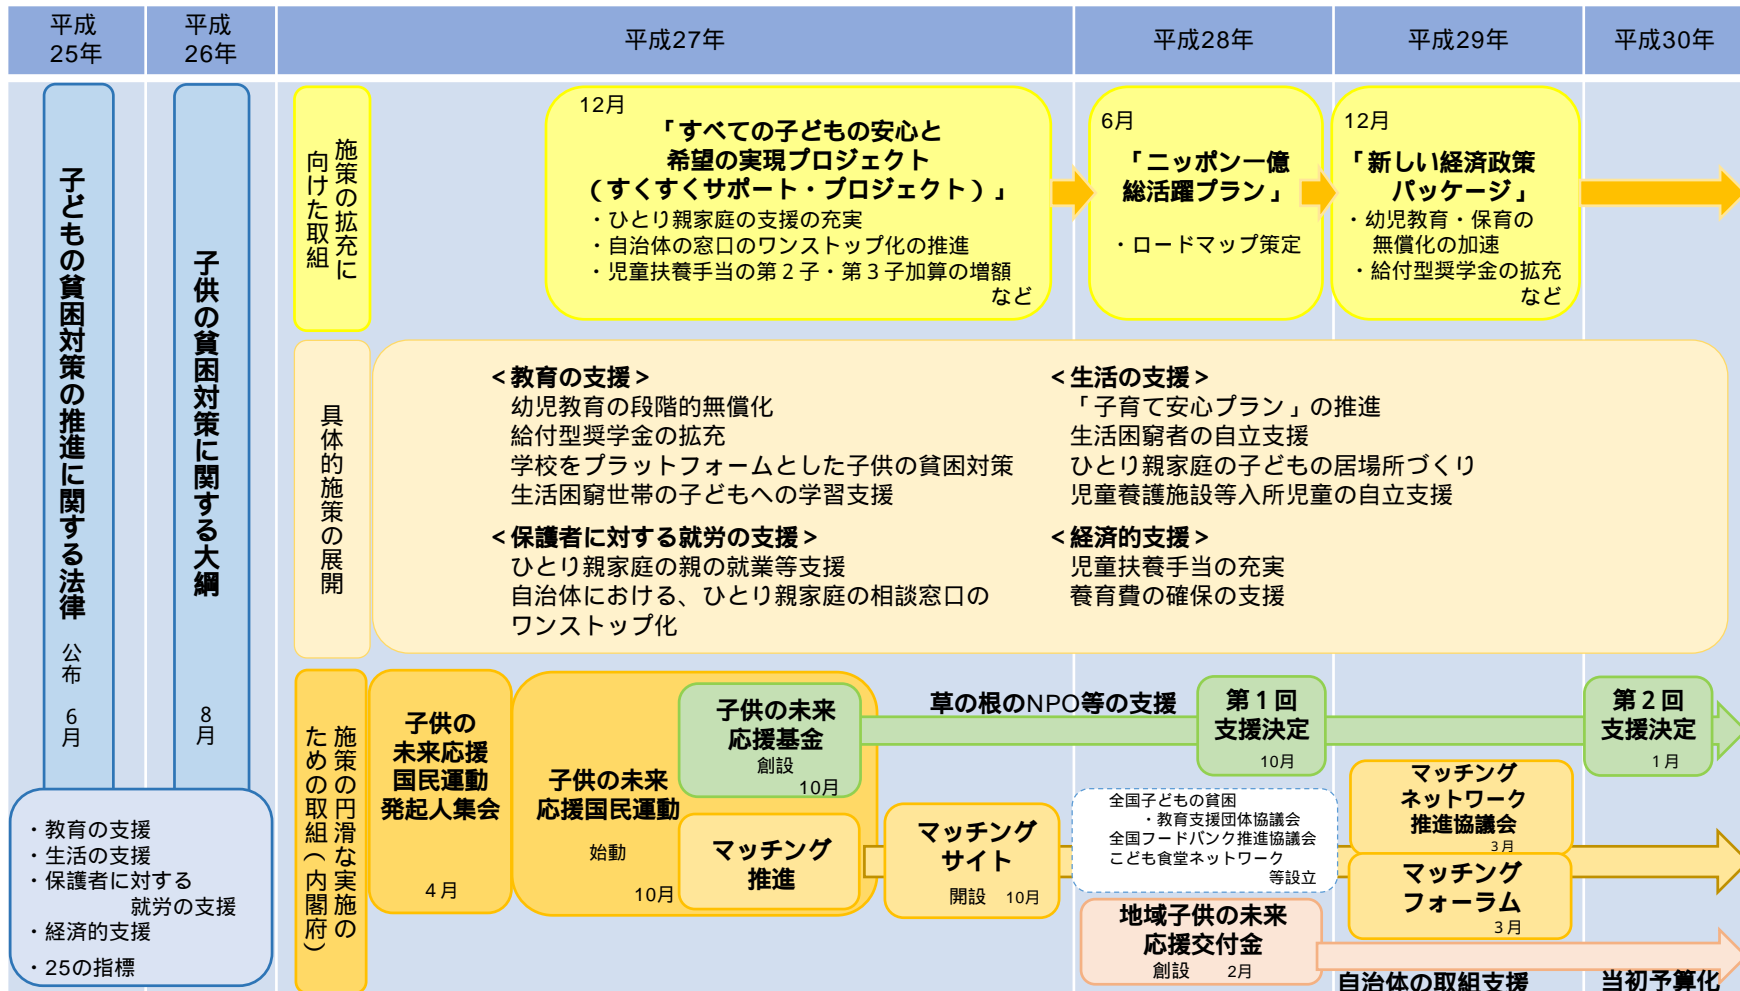 平成
25年
平成
26年
平成27年
平成28年
平成29年
平成30年
子どもの貧困対策の推進に関する法律 公布 6月
子供の貧困対策に関する大綱 8月
・教育の支援
・生活の支援
・保護者に対する
就労の支援
・経済的支援
・25の指標
施策の拡充に
向けた取組
12月
「すべての子どもの安心と
希望の実現プロジェクト
(すくすくサポート・プロジェクト)」
・ひとり親家庭の支援の充実
・自治体の窓口のワンストップ化の推進
・児童扶養手当の第2子・第3子加算の増額
など
6月
「ニッポン一億
総活躍プラン」
・ロードマップ策定
12月
「新しい経済政策
パッケージ」
・幼児教育・保育の
無償化の加速
・給付型奨学金の拡充
など
具体的施策の展開
<教育の支援>
幼児教育の段階的無償化
給付型奨学金の拡充
学校をプラットフォームとした子供の貧困対策
生活困窮世帯の子どもへの学習支援
<保護者に対する就労の支援>
ひとり親家庭の親の就業等支援
自治体における、ひとり親家庭の相談窓口の
ワンストップ化
<生活の支援>
「子育て安心プラン」の推進
生活困窮者の自立支援
ひとり親家庭の子どもの居場所づくり
児童養護施設等入所児童の自立支援
<経済的支援>
児童扶養手当の充実
養育費の確保の支援
施策の円滑な実施の
ための取組(内閣府)
子供の
未来応援
国民運動
発起人集会
4月
子供の未来
応援国民運動
始動
10月
子供の未来
応援基金
創設
10月
マッチング
推進
草の根のNPO等の支援
第1回
支援決定
10月
第2回
支援決定
1月
マッチング
サイト
開設 10月
全国子どもの貧困
・教育支援団体協議会
全国フードバンク推進協議会
こども食堂ネットワーク
等設立
マッチング
ネットワーク
推進協議会
3月
マッチング
フォーラム
3月
地域子供の未来
応援交付金
創設 2月
自治体の取組支援
当初予算化